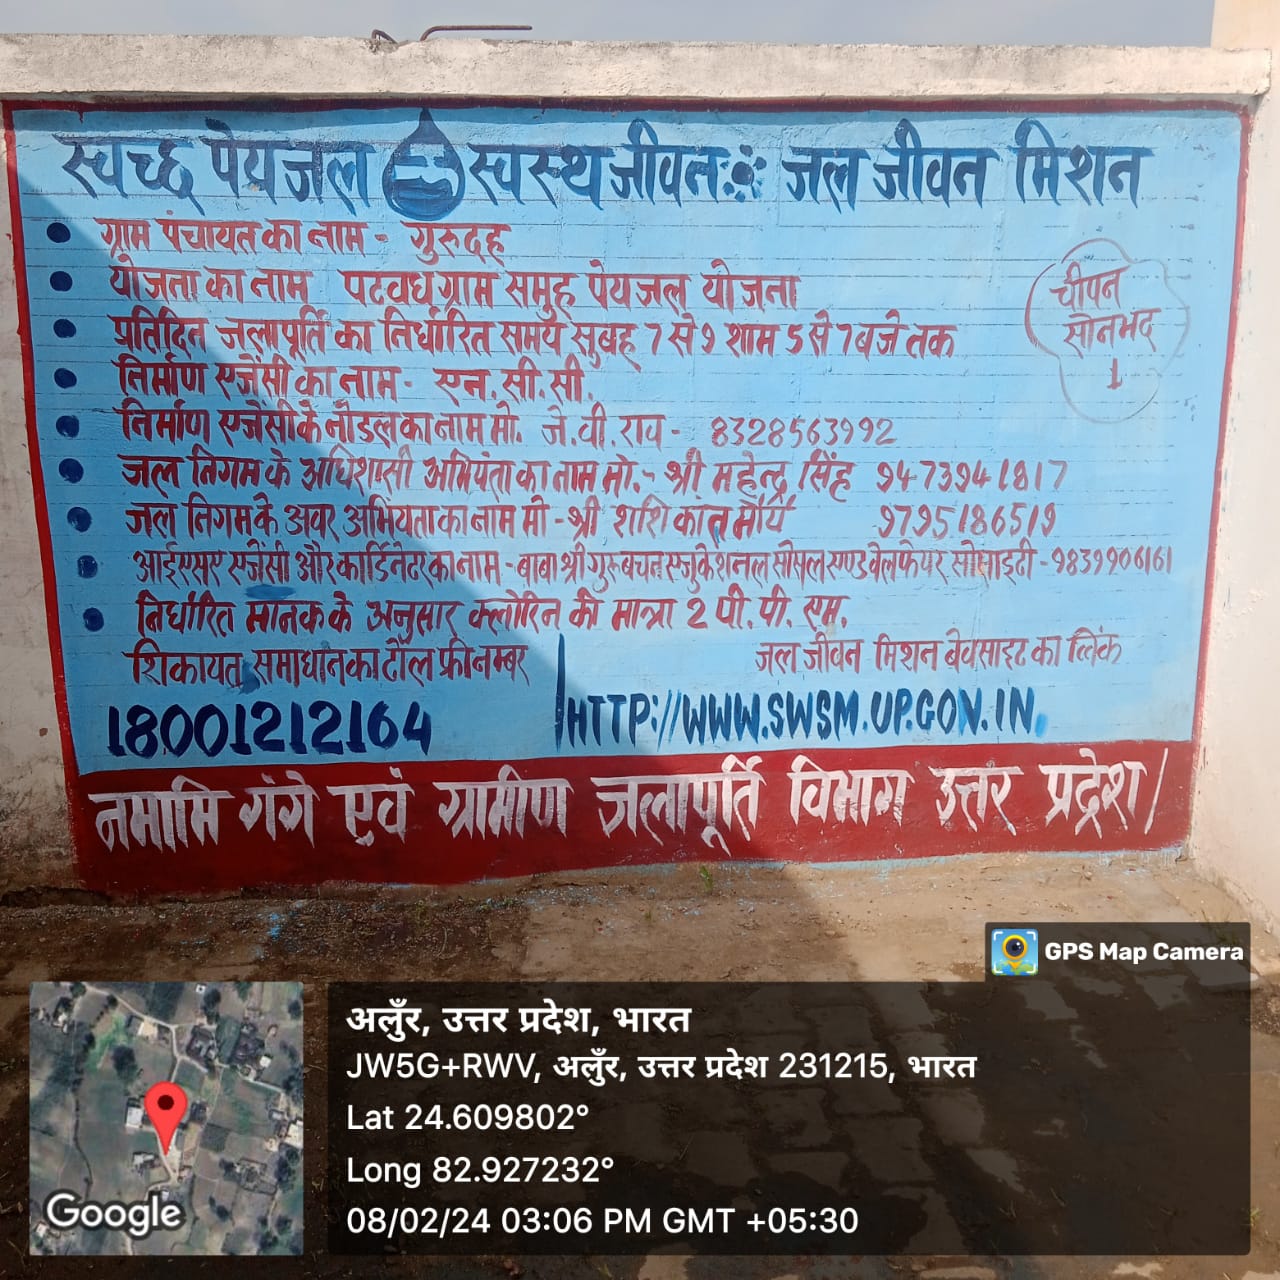 स्वच्छ पेयजल स्वस्थ जीवन: जल जीवन मिशन
ग्राम पंचायत का नाम - गुरुदह
योजना का नाम पटवध ग्राम समुह पेयजल योजना
प्रतिदिन जलापूर्ति का निर्धारित समय सुबह 7 से 9 शाम 5 से 7 बजे तक
चौपन
सोनभद्र
निर्माण एजेंसी का नाम - एन.सी.सी.
निर्माण एजेंसी के नोडल का नाम मो. जे.वी.राव - 8328563992
जल निगम के अधिशासी अभियंता का नाम मो.- श्री महेन्द्र सिंह 9473941817
जल निगम के अवर अभियंता का नाम मो - श्री शशि कांत मौर्य 9795186519
आईएसए एजेंसी और कार्डिनेटर का नाम - बाबा श्री गुरुबचन एजुकेशनल सोसल एण्ड वेलफेयर सोसाइटी - 9839906161
निर्धारित मानक के अनुसार क्लोरिन की मात्रा 2 पी.पी.एम.
शिकायत समाधान का टोल फ्री नम्बर जल जीवन मिशन बेवसाइट का लिंक
18001212164 HTTP://WWW.SWSM.UP.GOV.IN.
नमामि गंगे एवं ग्रामीण जलापूर्ति विभाग उत्तर प्रदेश।
GPS Map Camera
अलुँर, उत्तर प्रदेश, भारत
JW5G+RWV, अलुँर, उत्तर प्रदेश 231215, भारत
Lat 24.609802°
Long 82.927232°
08/02/24 03:06 PM GMT +05:30
Google